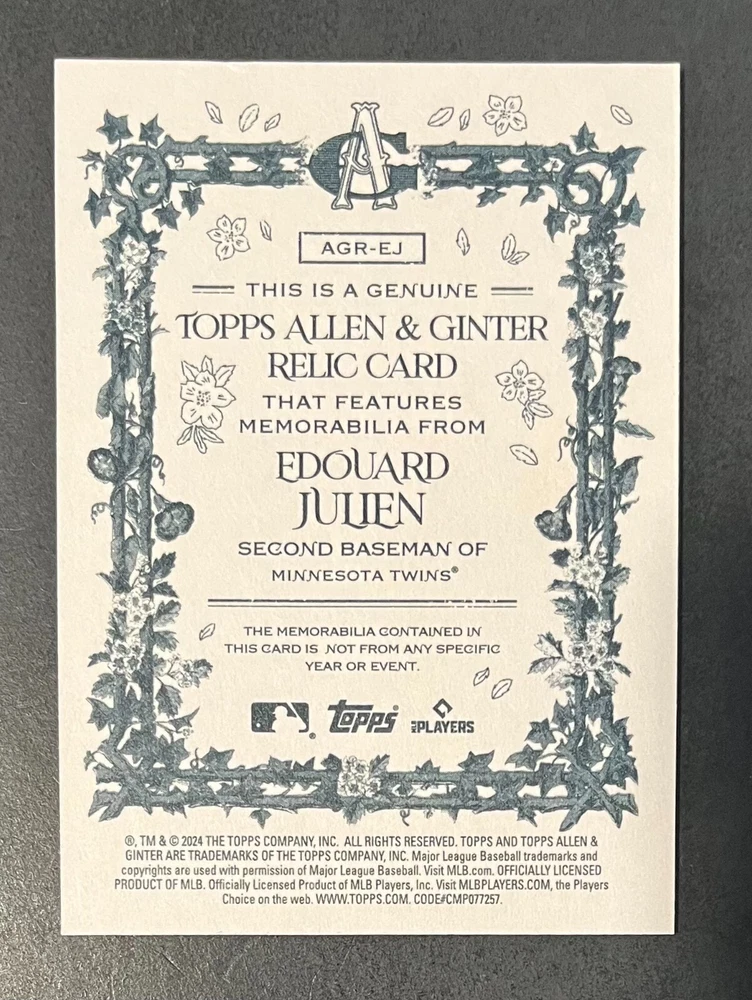 AG
AGR-EJ
THIS IS A GENUINE
TOPPS ALLEN & GINTER
RELIC CARD
THAT FEATURES
MEMORABILIA FROM
EDOUARD
JULIEN
SECOND BASEMAN OF
MINNESOTA TWINS®
THE MEMORABILIA CONTAINED IN
THIS CARD IS NOT FROM ANY SPECIFIC
YEAR OR EVENT.
® Topps MLB PLAYERS
®, TM & © 2024 THE TOPPS COMPANY, INC. ALL RIGHTS RESERVED. TOPPS AND TOPPS ALLEN &
GINTER ARE TRADEMARKS OF THE TOPPS COMPANY, INC. Major League Baseball trademarks and
copyrights are used with permission of Major League Baseball. Visit MLB.com. OFFICIALLY LICENSED
PRODUCT OF MLB. Officially Licensed Product of MLB Players, Inc. Visit MLBPLAYERS.COM, the Players
Choice on the web. WWW.TOPPS.COM. CODE#CMP077257.